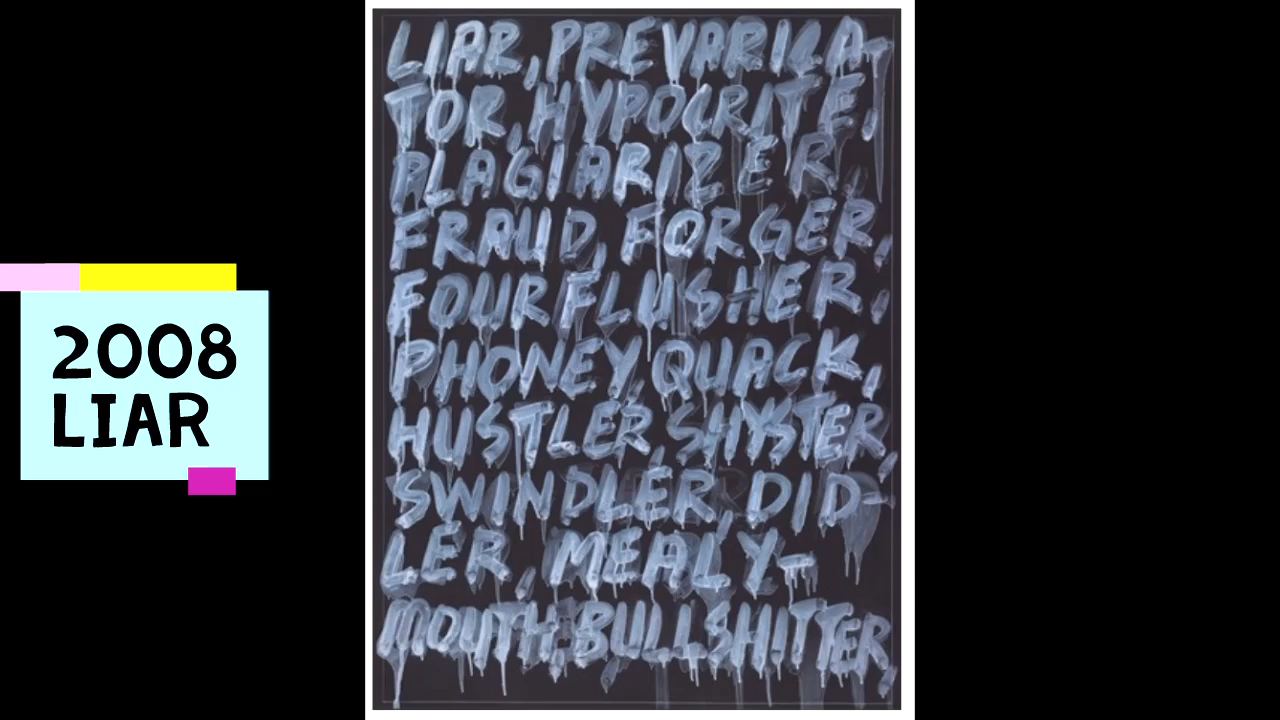 2008
LIAR
LIAR, PREVARICA-
TOR, HYPOCRITE,
PLAGIARIZER,
FRAUD, FORGER,
FOURFLUSHER,
PHONEY, QUACK,
HUSTLER, SHYSTER,
SWINDLER, DID-
LER, MEALY-
MOUTH, BULLSHITTER,